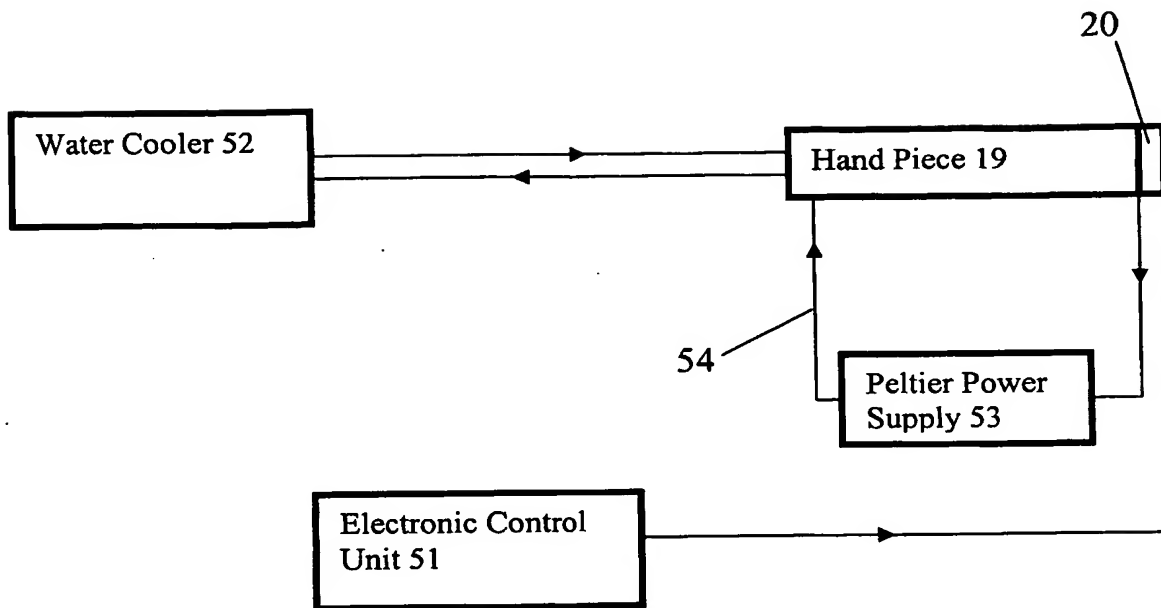 20
Water Cooler 52
Hand Piece 19
54
Peltier Power
Supply 53
Electronic Control
Unit 51